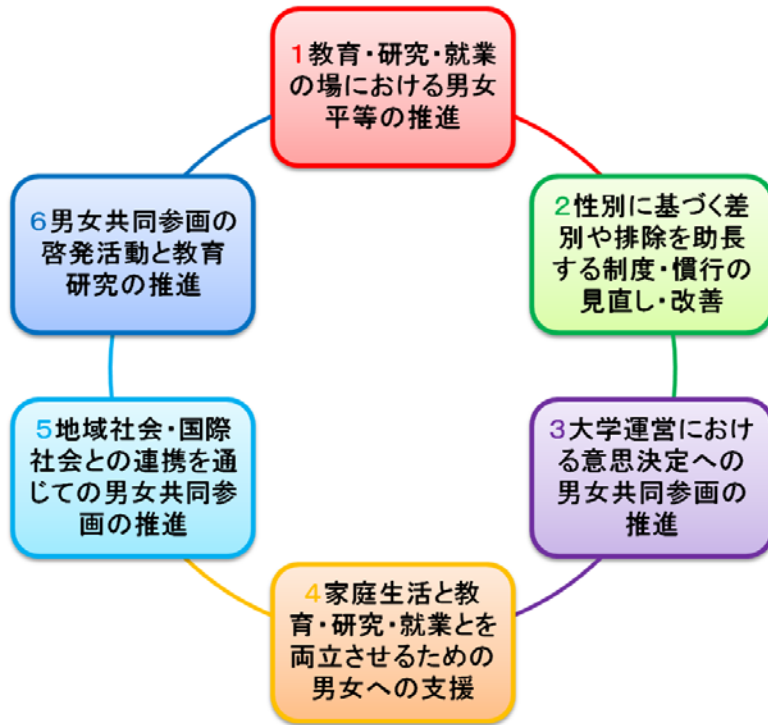 1教育・研究・就業
の場における男女
平等の推進
2性別に基づく差
別や排除を助長
する制度・慣行の
見直し・改善
3大学運営におけ
る意思決定への
男女共同参画の
推進
4家庭生活と教
育・研究・就業とを
両立させるための
男女への支援
5地域社会・国際
社会との連携を通
じての男女共同参
画の推進
6男女共同参画の
啓発活動と教育
研究の推進